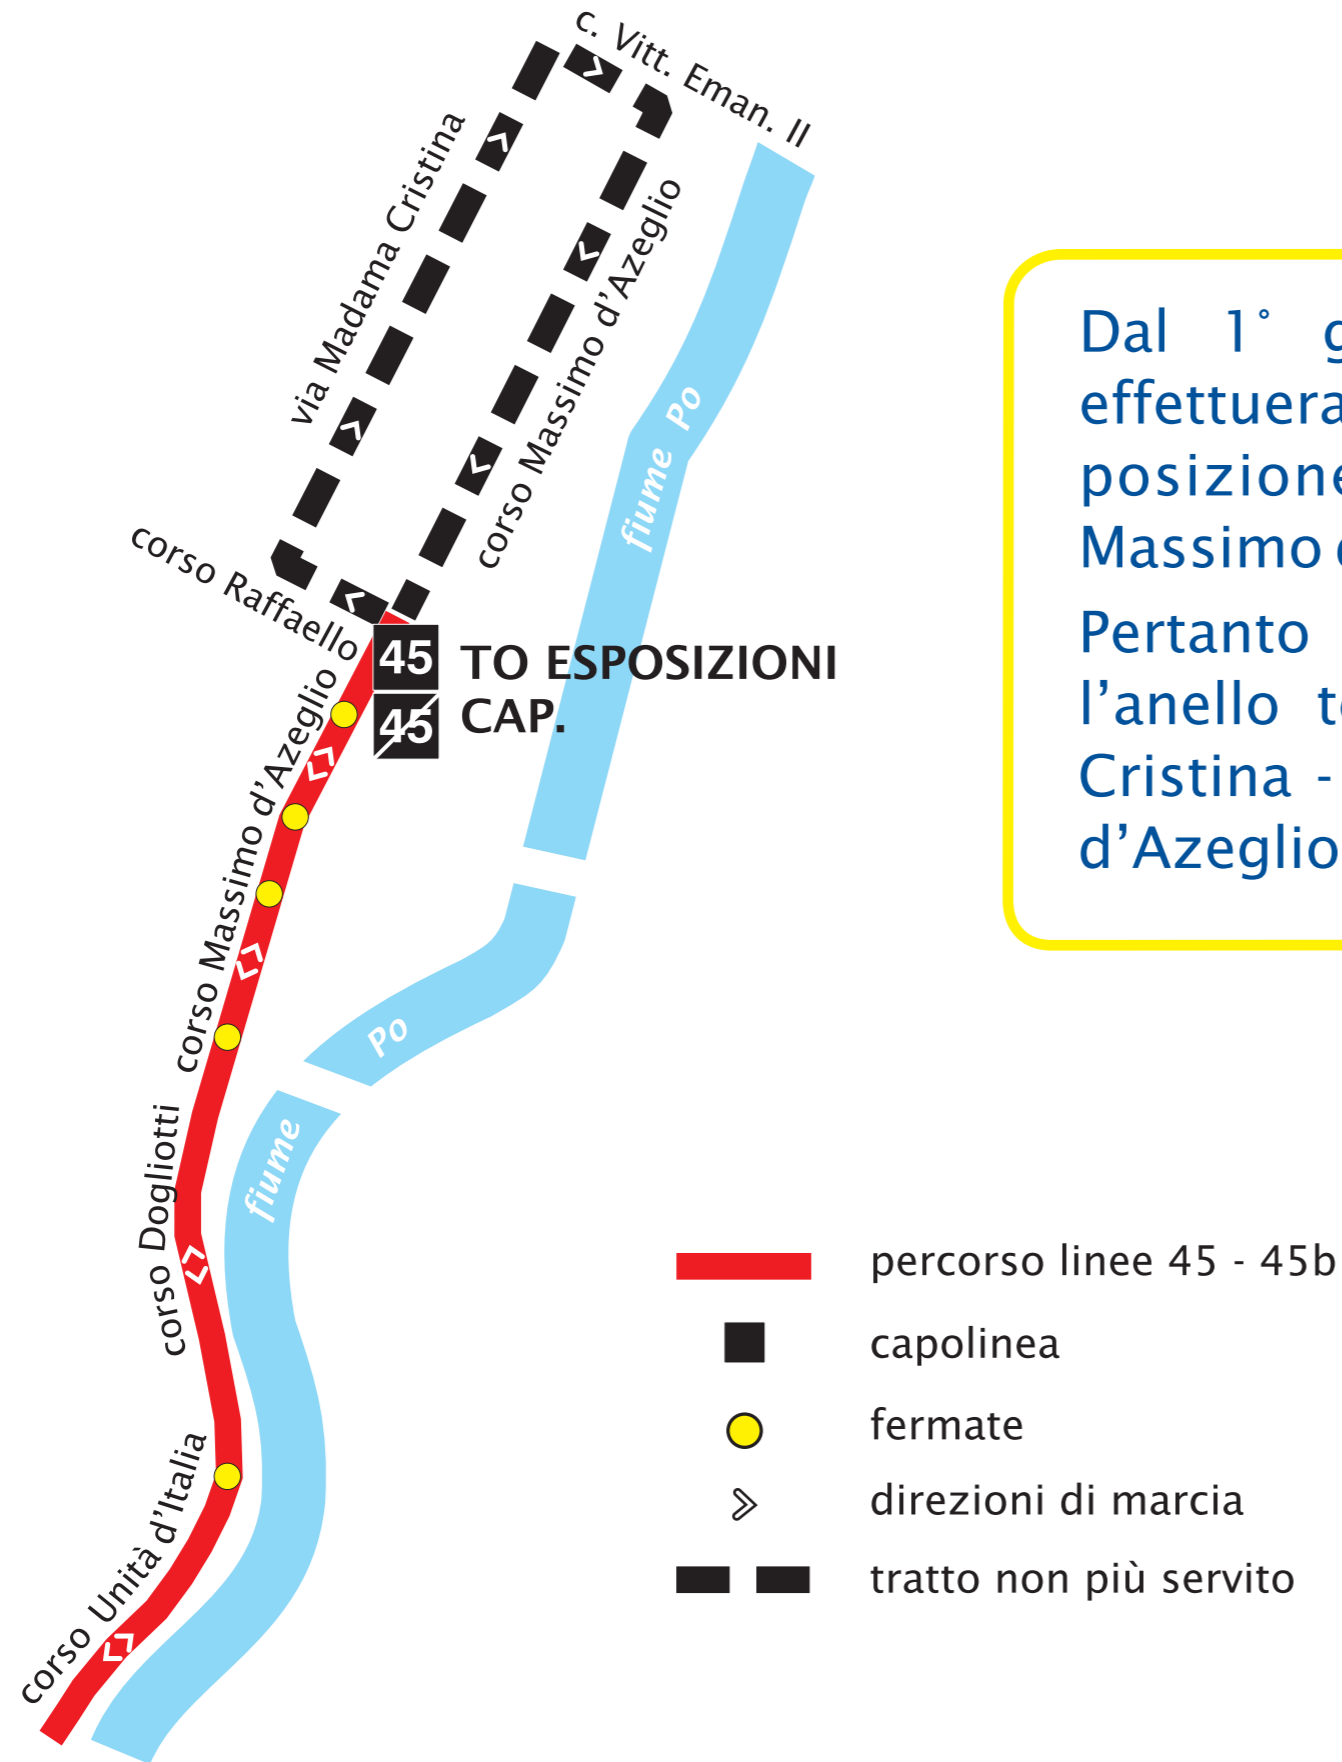 c. Vitt. Eman. II
via Madama Cristina
corso Massimo d'Azeglio
fiume Po
corso Raffaello
45 TO ESPOSIZIONI
45 CAP.
corso Massimo d'Azeglio
Po
fiume
corso Dogliotti
corso Unità d'Italia
Dal 1°
effettuera
posizione
Massimo
Pertanto
l'anello
Cristina -
d'Azeglio
percorso linee 45 - 45b
capolinea
fermate
direzioni di marcia
tratto non più servito